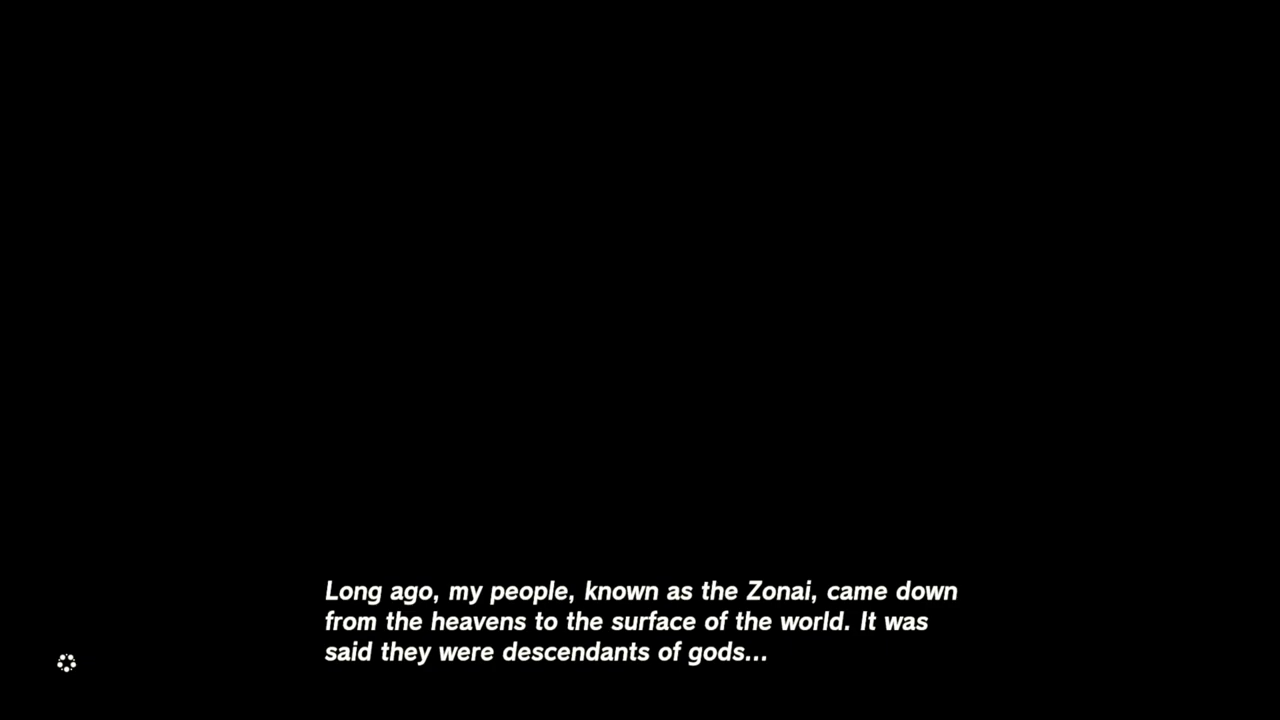 Long ago, my people, known as the Zonai, came down
from the heavens to the surface of the world. It was
said they were descendants of gods...